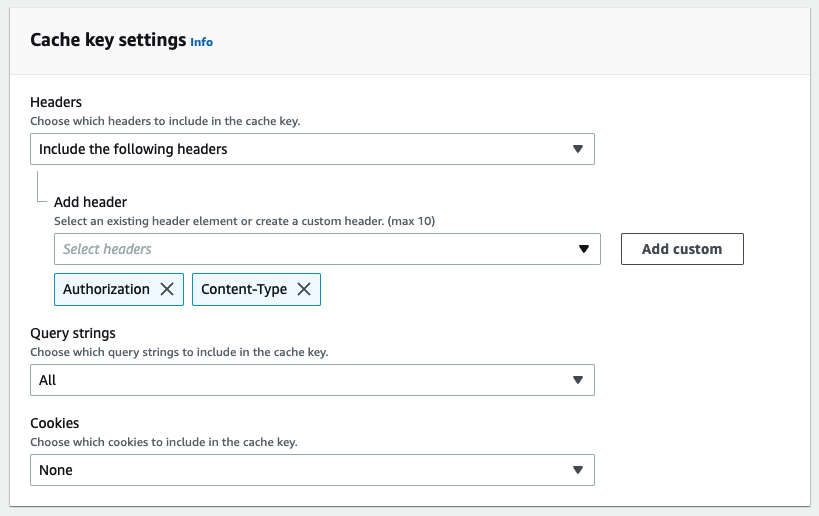 Cache key settings Info
Headers
Choose which headers to include in the cache key.
Include the following headers
Add header
Select an existing header element or create a custom header. (max 10)
Select headers
Add custom
Authorization
Content-Type
Query strings
Choose which query strings to include in the cache key.
All
Cookies
Choose which cookies to include in the cache key.
None